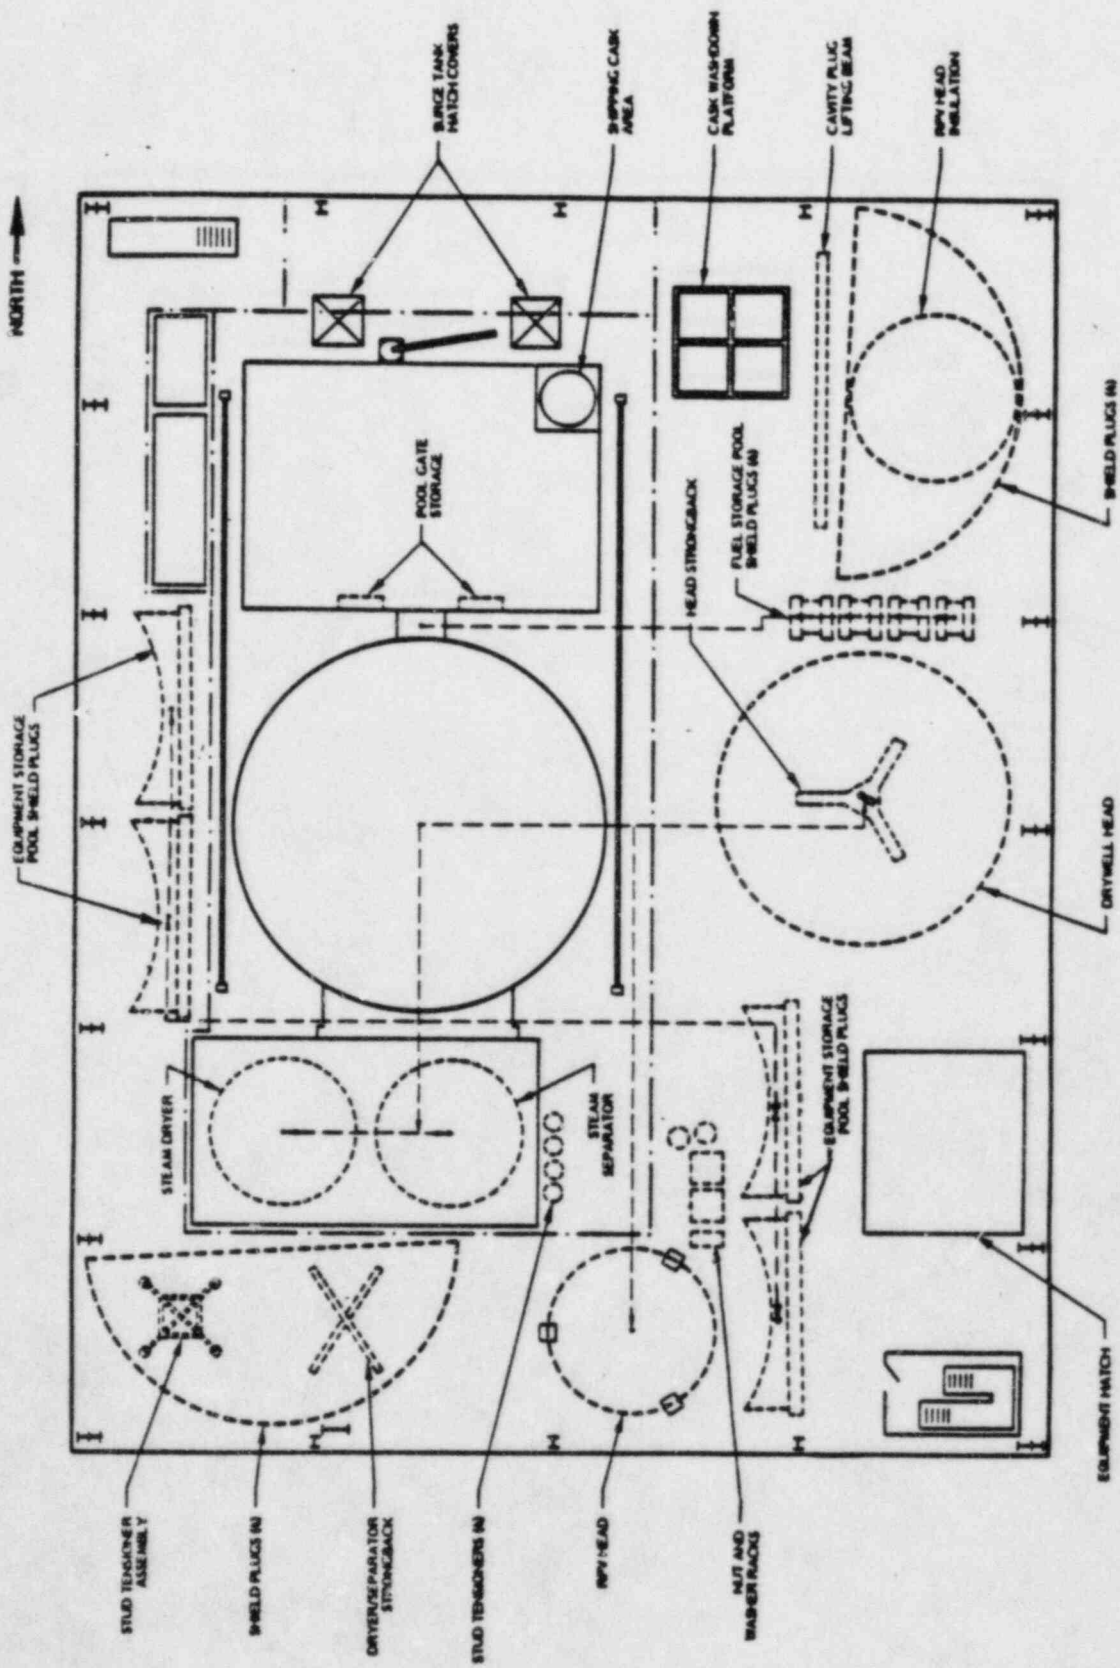 NORTH
SURGE TANK
HATCH COVERS
SHIPPING CASK
AREA
CASK WASHDOWN
PLATFORM
CAVITY PLUG
LIFTING BEAM
RPV HEAD
INSULATION
POOL GATE
STORAGE
HEAD STRONGBACK
FUEL STORAGE POOL
SHIELD PLUGS (4)
SHIELD PLUGS (6)
EQUIPMENT STORAGE
POOL SHIELD PLUGS
DRYWELL HEAD
STEAM DRYER
STEAM
SEPARATOR
EQUIPMENT STORAGE
POOL SHIELD PLUGS
EQUIPMENT HATCH
STUD TENSIONER
ASSEMBLY
SHIELD PLUGS (6)
DRYER/SEPARATOR
STRONGBACK
STUD TENSIONERS (4)
RPV HEAD
NUT AND
WASHER RACKS